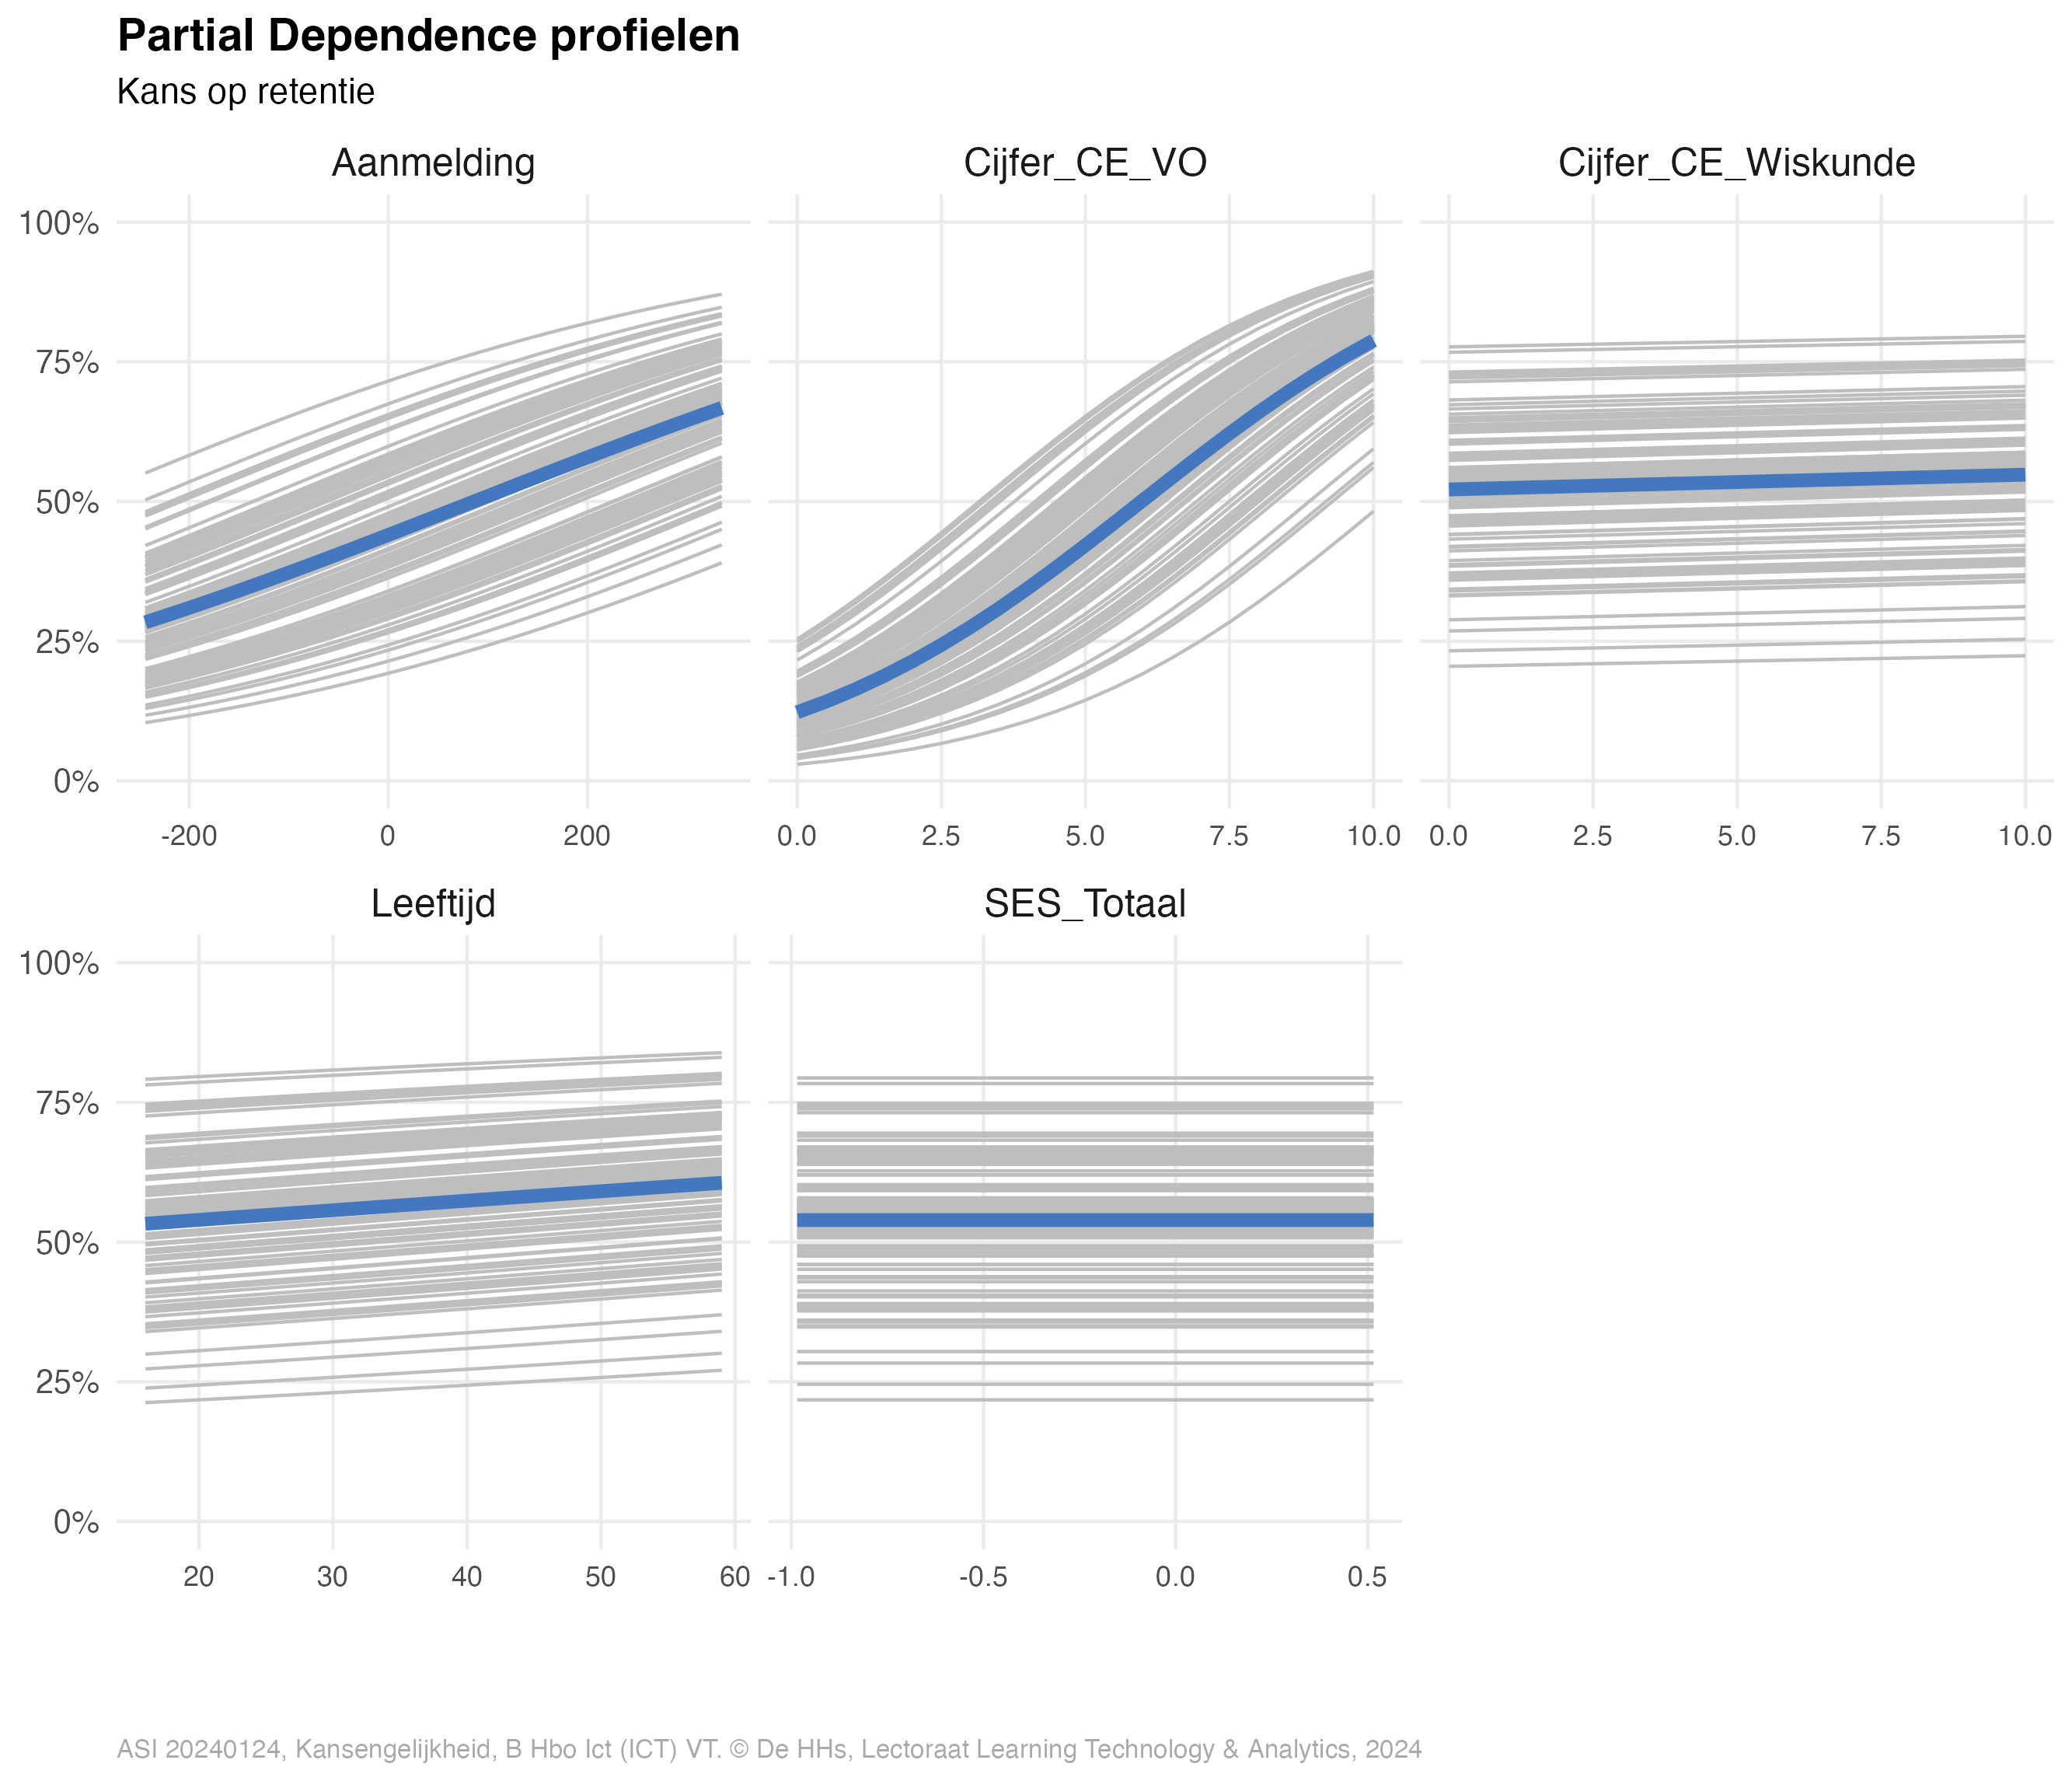 Partial Dependence profielen
Kans op retentie
Aanmelding
Cijfer_CE_VO
Cijfer_CE_Wiskunde
100%
75%
50%
25%
0%
-200 0 200
0.0 2.5 5.0 7.5 10.0
0.0 2.5 5.0 7.5 10.0
Leeftijd
SES_Totaal
100%
75%
50%
25%
0%
20 30 40 50 60
-1.0 -0.5 0.0 0.5
ASI 20240124, Kansengelijkheid, B Hbo Ict (ICT) VT. © De HHs, Lectoraat Learning Technology & Analytics, 2024